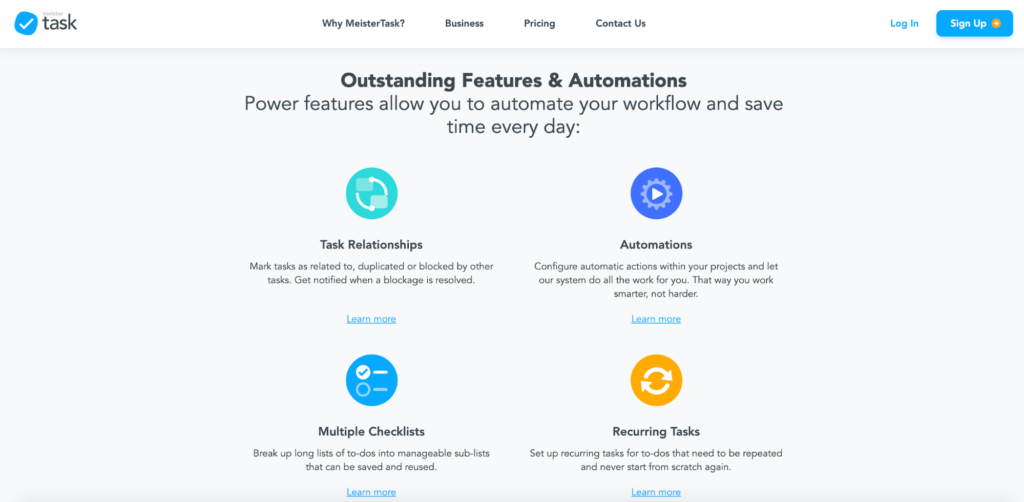 meister
task
Why MeisterTask?
Business
Pricing
Contact Us
Log In
Sign Up
Outstanding Features & Automations
Power features allow you to automate your workflow and save
time every day:
Task Relationships
Mark tasks as related to, duplicated or blocked by other
tasks. Get notified when a blockage is resolved.
Learn more
Automations
Configure automatic actions within your projects and let
our system do all the work for you. That way you work
smarter, not harder.
Learn more
Multiple Checklists
Break up long lists of to-dos into manageable sub-lists
that can be saved and reused.
Learn more
Recurring Tasks
Set up recurring tasks for to-dos that need to be repeated
and never start from scratch again.
Learn more